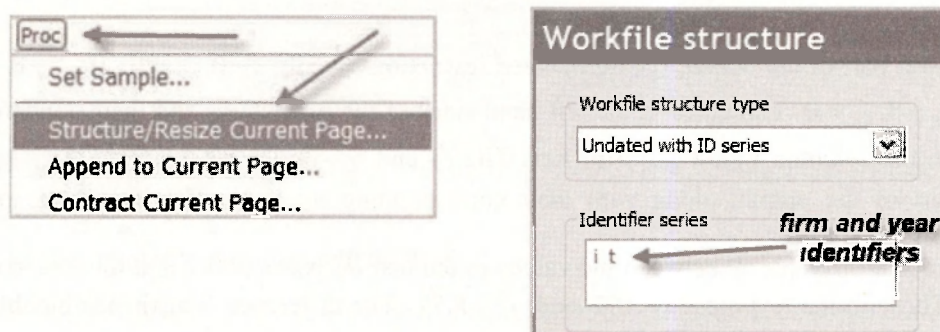 Proc
Set Sample...
Structure/Resize Current Page...
Append to Current Page...
Contract Current Page...
Workfile structure
Workfile structure type
Undated with ID series
Identifier series
i t
firm and year
identifiers